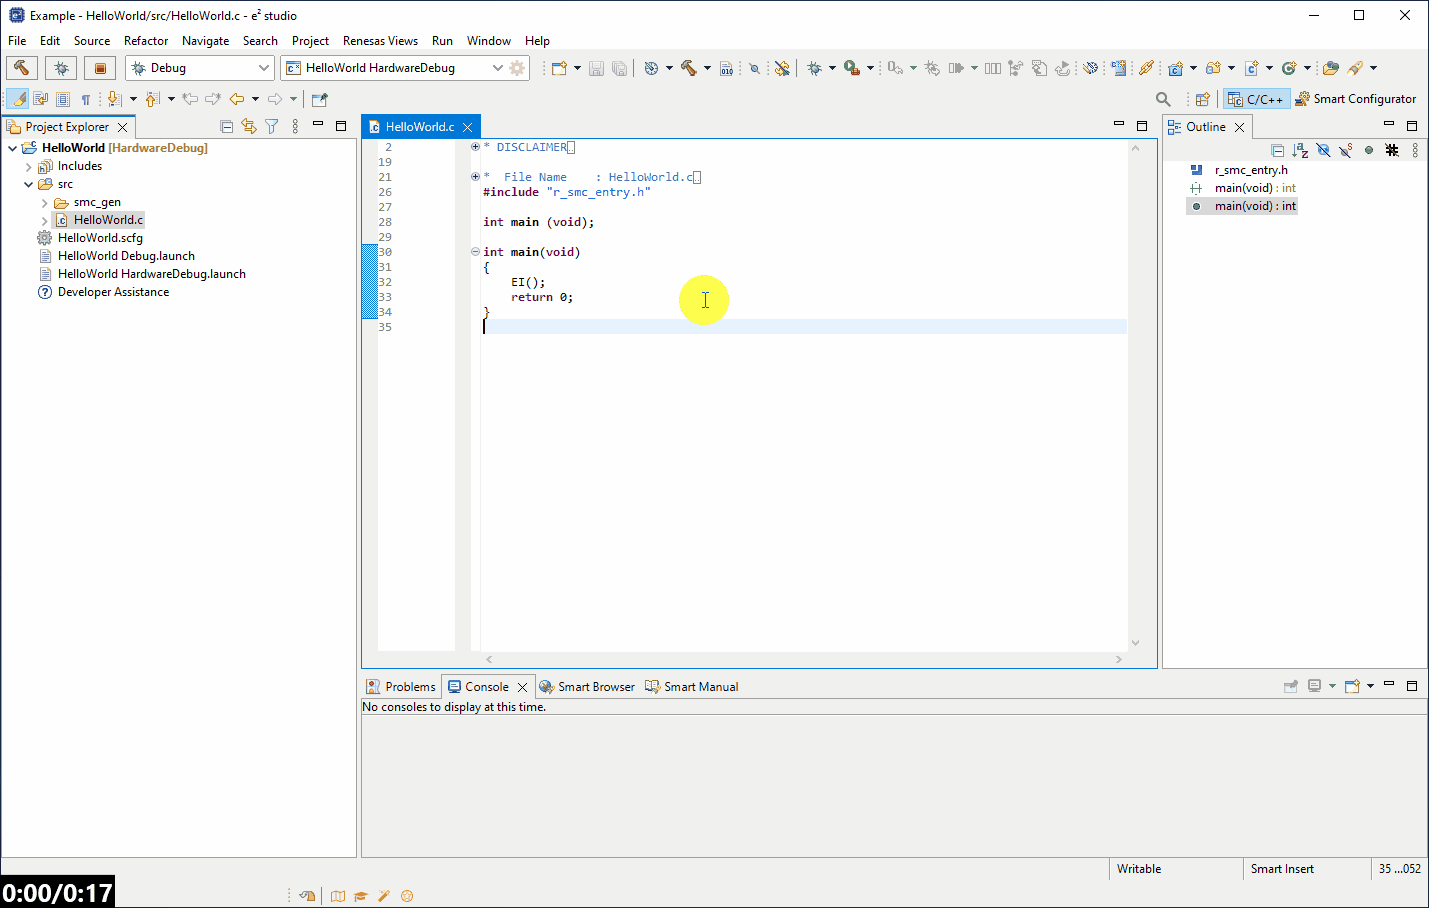 Example - HelloWorld/src/HelloWorld.c - e² studio
File Edit Source Refactor Navigate Search Project Renesas Views Run Window Help
Debug HelloWorld HardwareDebug
C/C++ Smart Configurator
Project Explorer
HelloWorld [HardwareDebug]
Includes
src
smc_gen
HelloWorld.c
HelloWorld.scfg
HelloWorld Debug.launch
HelloWorld HardwareDebug.launch
Developer Assistance
HelloWorld.c
2 * DISCLAIMER
19
21 * File Name : HelloWorld.c
26 #include "r_smc_entry.h"
27
28 int main (void);
29
30 int main(void)
31 {
32 EI();
33 return 0;
34 }
35
Outline
r_smc_entry.h
main(void) : int
main(void) : int
Problems Console Smart Browser Smart Manual
No consoles to display at this time.
Writable Smart Insert 35 ...052
0:00/0:17